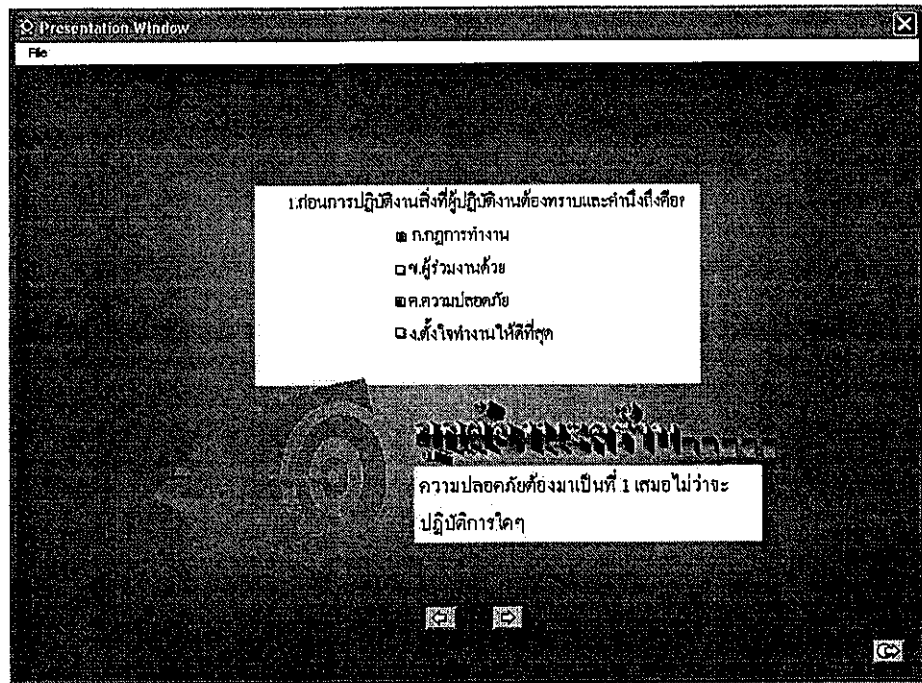 Presentation Window
File
1.ก่อนการปฏิบัติงานสิ่งที่ผู้ปฏิบัติงานต้องทราบและคำนึงถึงคือ?
ก.กฎการทำงาน
ข.ผู้ร่วมงานด้วย
ค.ความปลอดภัย
ง.ตั้งใจทำงานให้ดีที่สุด
ความปลอดภัยต้องมาเป็นที่ 1 เสมอไม่ว่าจะ
ปฏิบัติการใดๆ